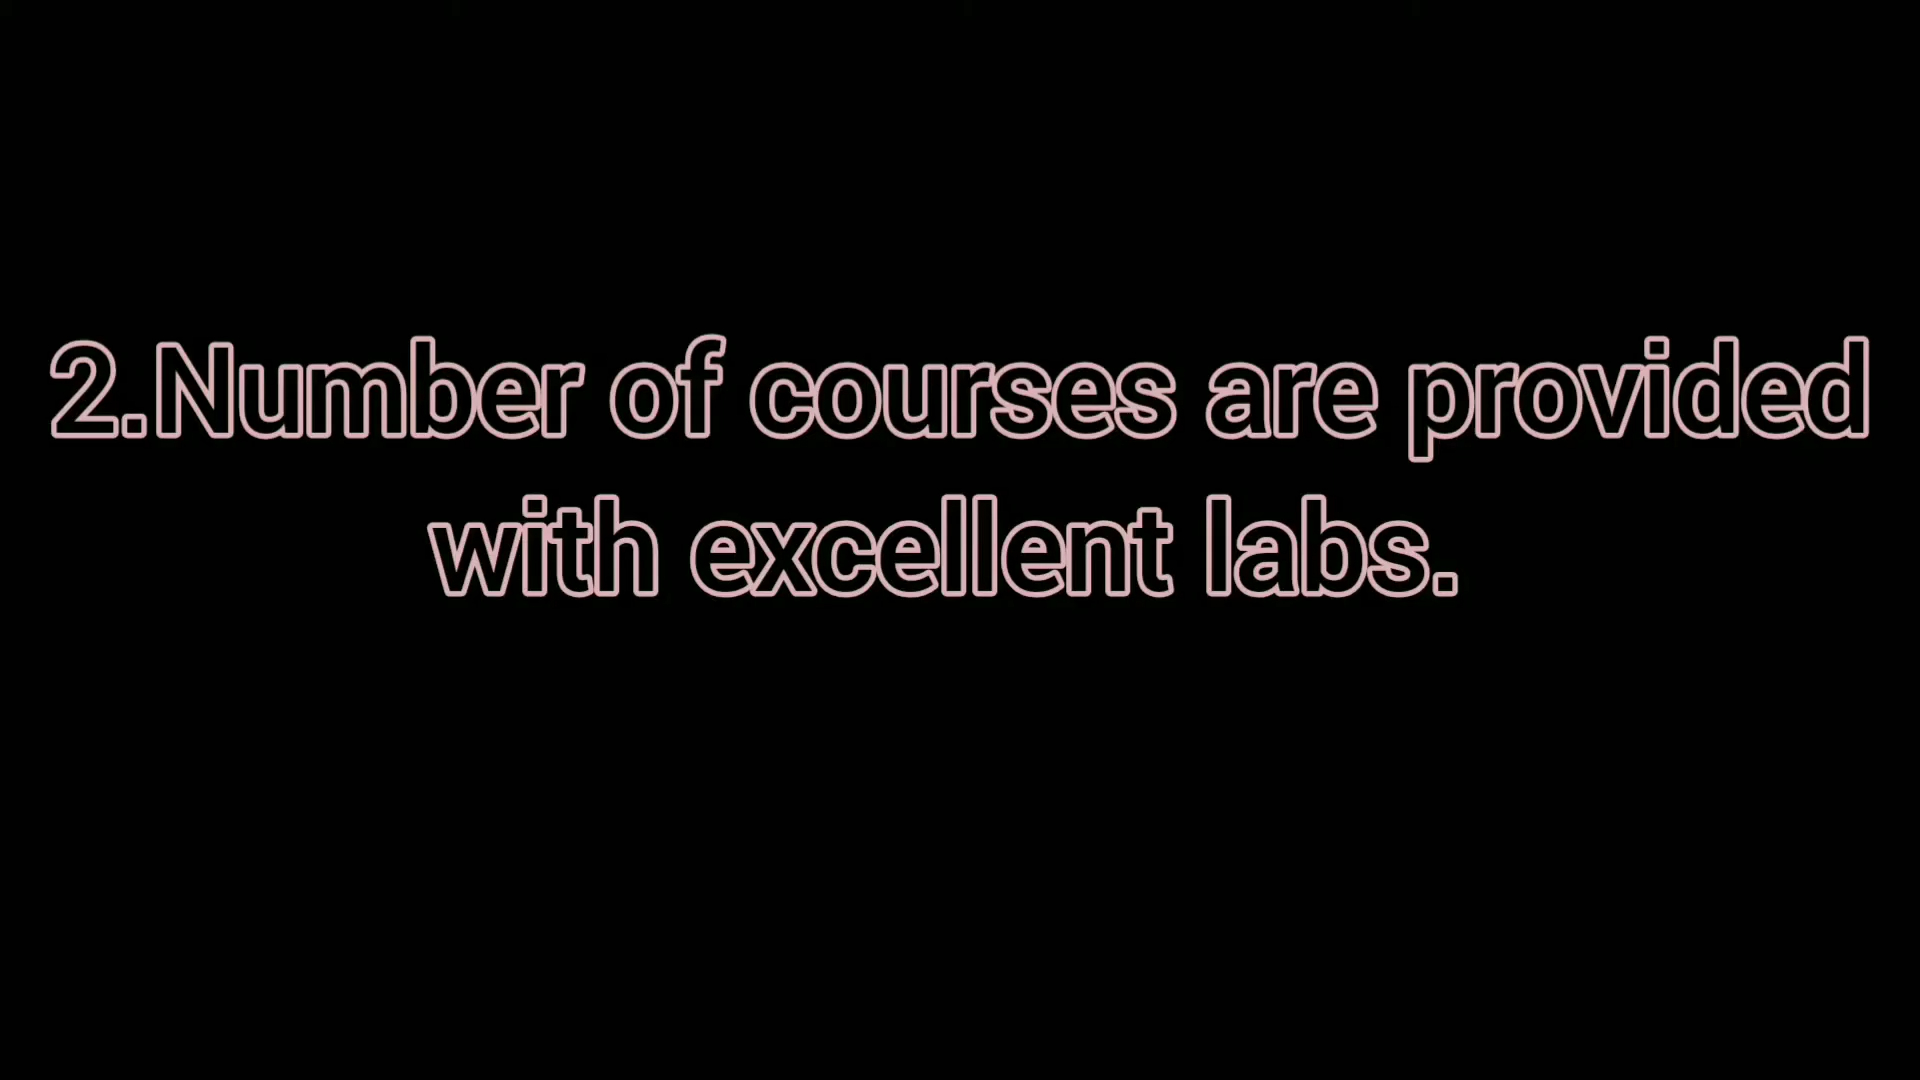 2.Number of courses are provided
with excellent labs.